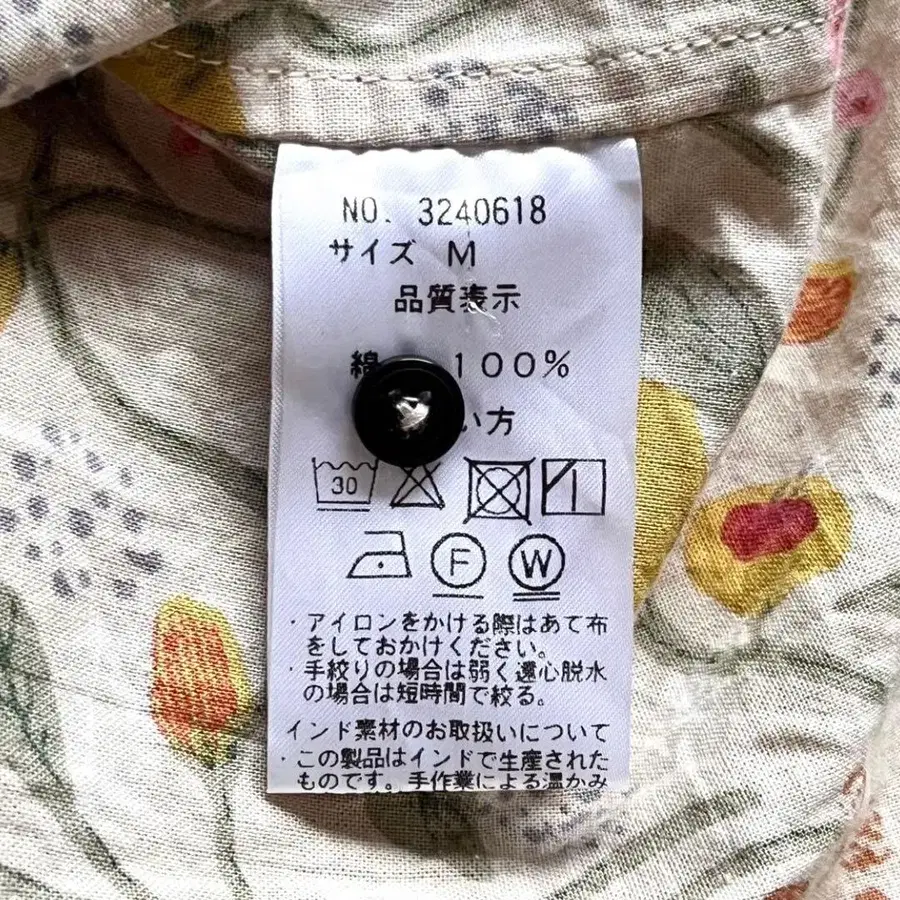 NO. 3240618
サイズ M
品質表示
綿 100%
い方
30
F
W
・アイロンをかける際はあて布
をしておかけください。
・手絞りの場合は弱く遠心脱水
の場合は短時間で絞る。
インド素材のお取扱いについて
・この製品はインドで生産された
ものです。手作業による温かみ